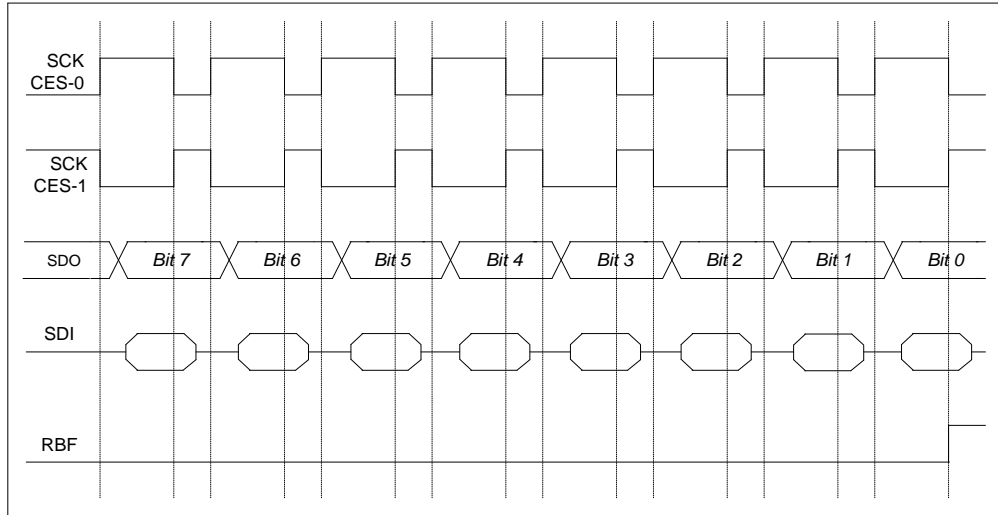 SCK
CES-0
SCK
CES-1
SDO
Bit 7 Bit 6 Bit 5 Bit 4 Bit 3 Bit 2 Bit 1 Bit 0
SDI
RBF